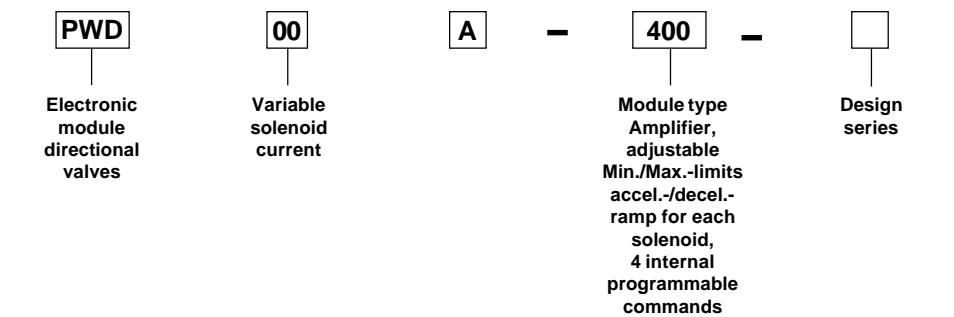 PWD 00 A – 400 –
Electronic
module
directional
valves
Variable
solenoid
current
Module type
Amplifier,
adjustable
Min./Max.-limits
accel.-/decel.-
ramp for each
solenoid,
4 internal
programmable
commands
Design
series